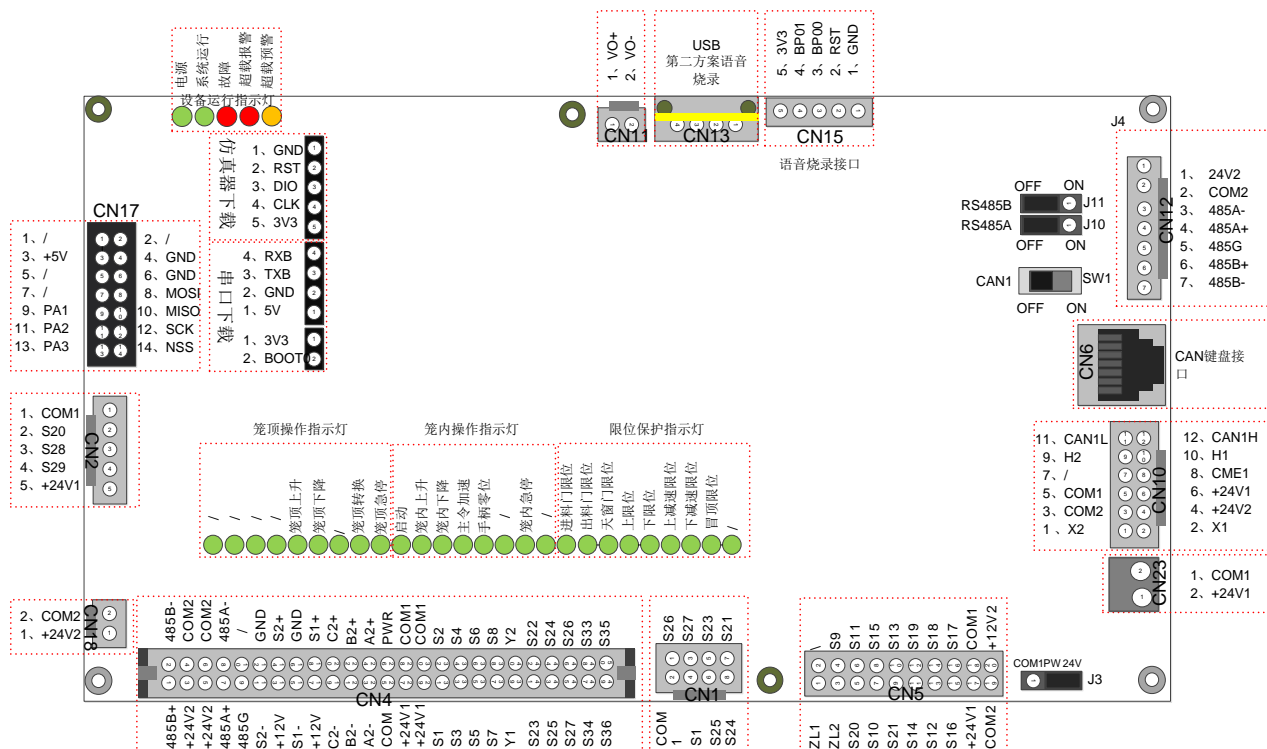 电源
系统运行
故障
超载报警
超载预警
设备运行指示灯
1、VO+
2、VO-
CN11
USB
第二方案语音
烧录
CN13
5、3V3
4、BP01
3、BP00
2、RST
1、GND
CN15
语音烧录接口
J4
仿真器下载
1、GND
2、RST
3、DIO
4、CLK
5、3V3
串口下载
4、RXB
3、TXB
2、GND
1、5V
1、3V3
2、BOOT0
CN17
1、/
2、/
3、+5V
4、GND
5、/
6、GND
7、/
8、MOSI
9、PA1
10、MISO
11、PA2
12、SCK
13、PA3
14、NSS
OFF ON
RS485B
J11
RS485A
J10
OFF ON
CAN1
SW1
OFF ON
CN12
1、 24V2
2、 COM2
3、 485A-
4、 485A+
5、 485G
6、 485B+
7、 485B-
CN6
CAN键盘接
口
CN2
1、COM1
2、S20
3、S28
4、S29
5、+24V1
笼顶操作指示灯
/
/
/
/
笼顶上升
笼顶下降
/
笼顶转换
笼顶急停
笼内操作指示灯
启动
笼内上升
笼内下降
主令加速
手柄零位
/
笼内急停
/
限位保护指示灯
进料门限位
出料门限位
天窗门限位
上限位
下限位
上减速限位
下减速限位
冒顶限位
/
CN10
11、CAN1L
12、CAN1H
9、H2
10、H1
7、/
8、CME1
5、COM1
6、+24V1
3、COM2
4、+24V2
1、X2
2、X1
CN23
1、COM1
2、+24V1
CN18
2、COM2
1、+24V2
485B-
COM2
COM2
485A-
/
GND
S2+
GND
S1+
C2+
B2+
A2+
PWR
COM1
COM1
S2
S4
S6
S8
Y2
S22
S24
S26
S33
S35
CN4
485B+
+24V2
+24V2
485A+
485G
S2-
+12V
S1-
+12V
C2-
B2-
A2-
COM
+24V1
+24V1
S1
S3
S5
S7
Y1
S23
S25
S27
S34
S36
S26
S27
S23
S21
CN1
COM
1
S1
S25
S24
\
S9
S11
S15
S13
S19
S18
S17
COM1
+12V2
CN5
ZL1
ZL2
S20
S10
S21
S14
S12
S16
+24V1
COM2
COM1PW 24V
J3